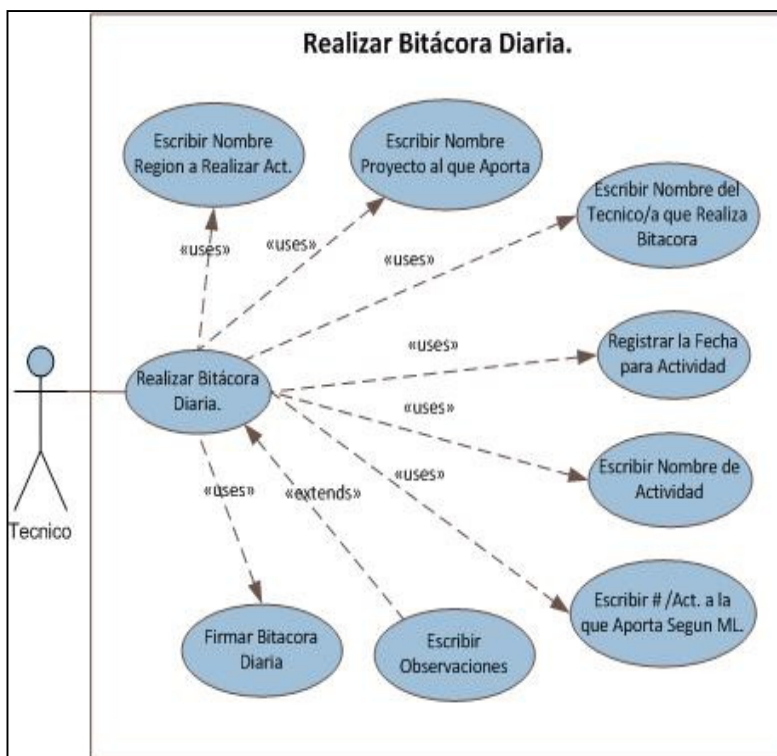 Realizar Bitácora Diaria.
Escribir Nombre
Region a Realizar Act.
Escribir Nombre
Proyecto al que Aporta
Escribir Nombre del
Tecnico/a que Realiza
Bitacora
«uses»
«uses»
«uses»
Registrar la Fecha
para Actividad
«uses»
Realizar Bitácora
Diaria.
«uses»
Escribir Nombre de
Actividad
«uses»
«uses»
«extends»
Tecnico
Escribir # /Act. a la
que Aporta Segun ML.
Firmar Bitacora
Diaria
Escribir
Observaciones